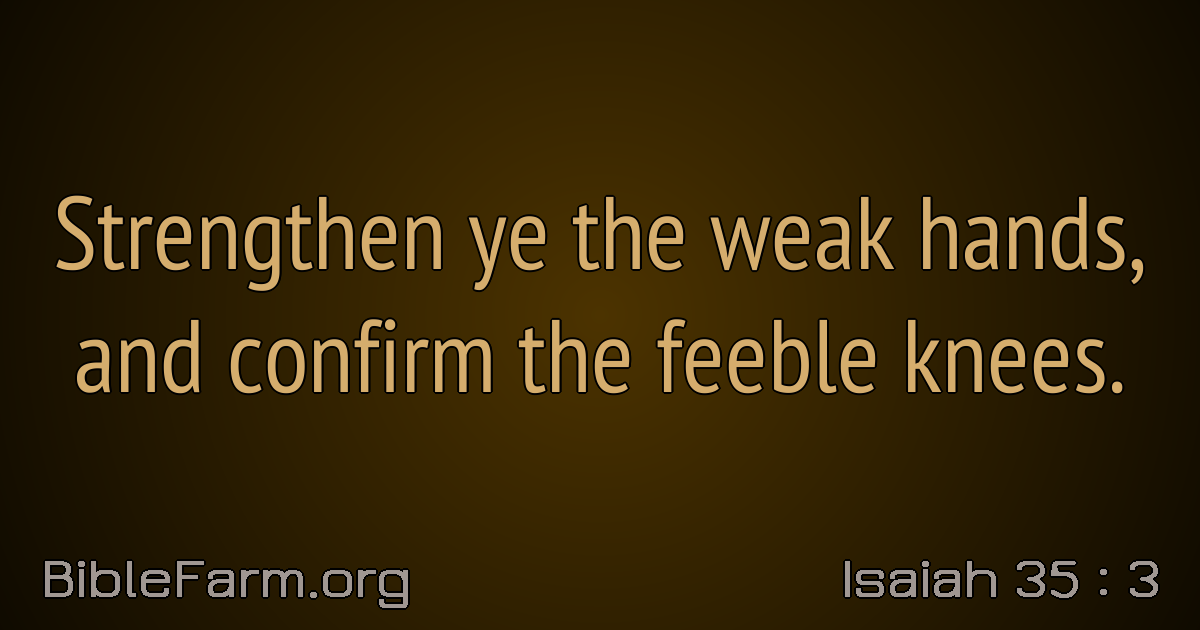 Strengthen ye the weak hands,
and confirm the feeble knees.
BibleFarm.org
Isaiah 35 : 3